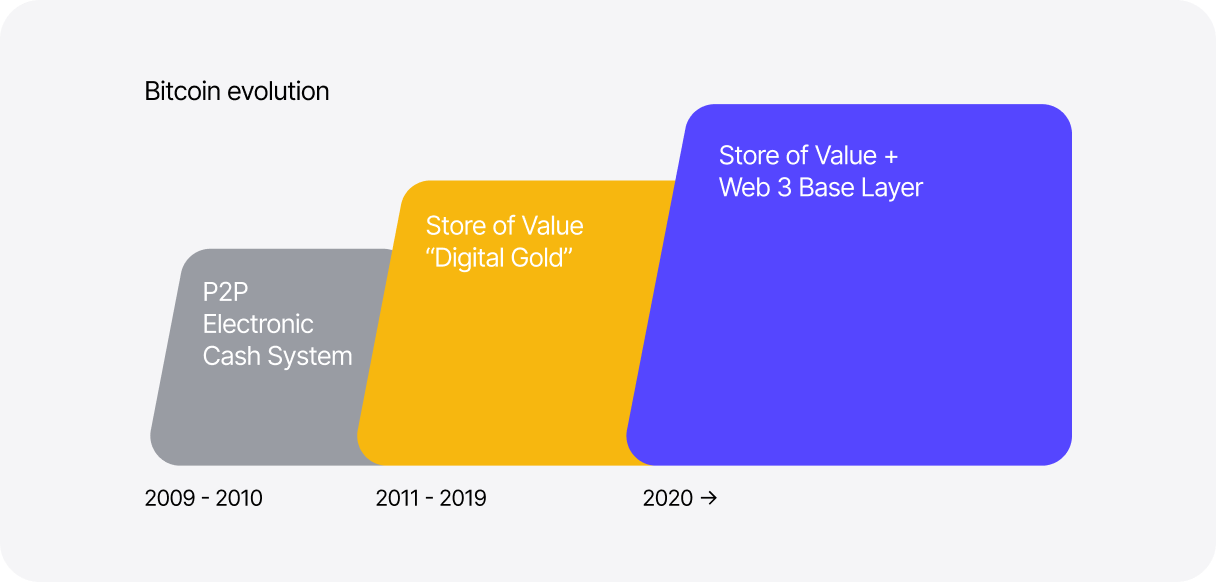 Bitcoin evolution
P2P
Electronic
Cash System
Store of Value
“Digital Gold”
Store of Value +
Web 3 Base Layer
2009 - 2010
2011 - 2019
2020 →